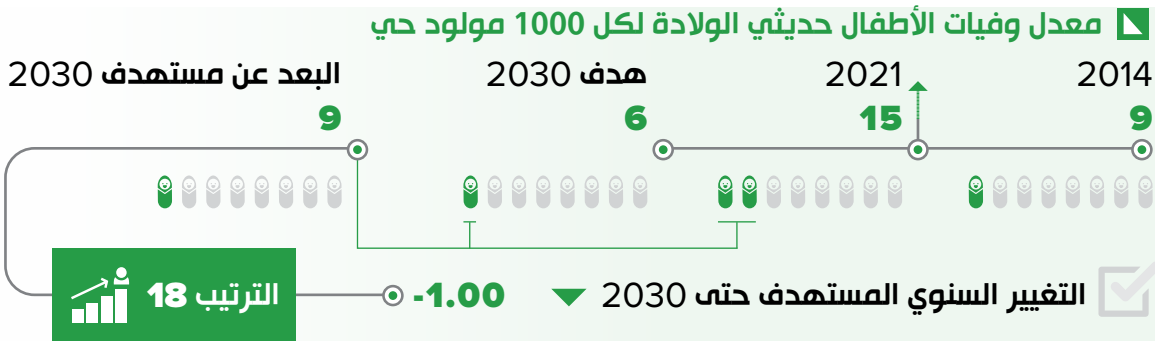 معدل وفيات الأطفال حديثي الولادة لكل 1000 مولود حي
2014
9
2021
15
هدف 2030
6
البعد عن مستهدف 2030
9
التغيير السنوي المستهدف حتى 2030
-1.00
الترتيب 18